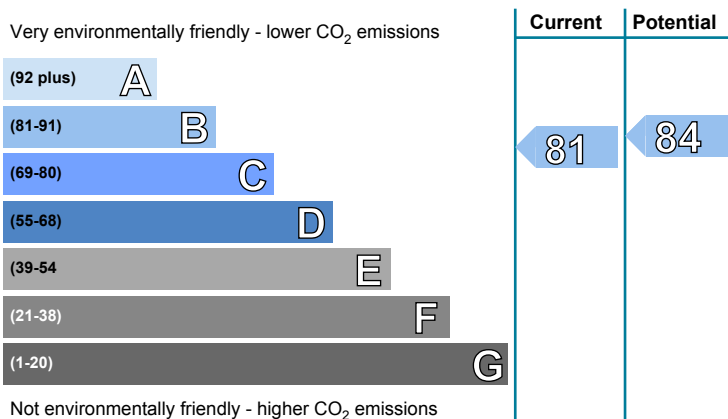 Current Potential
Very environmentally friendly - lower CO2 emissions
(92 plus) A
(81-91) B
81 84
(69-80) C
(55-68) D
(39-54 E
(21-38) F
(1-20) G
Not environmentally friendly - higher CO2 emissions